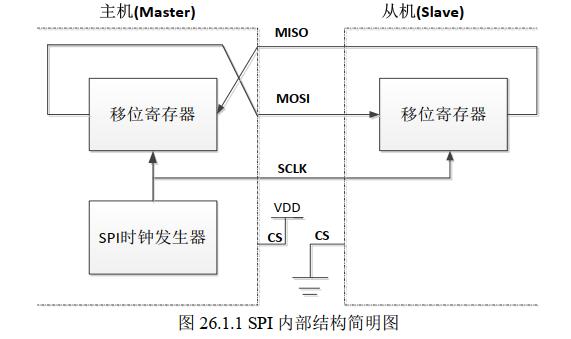 主机(Master)
从机(Slave)
MISO
移位寄存器
MOSI
移位寄存器
SCLK
SPI时钟发生器
VDD
CS
CS
图 26.1.1 SPI 内部结构简明图